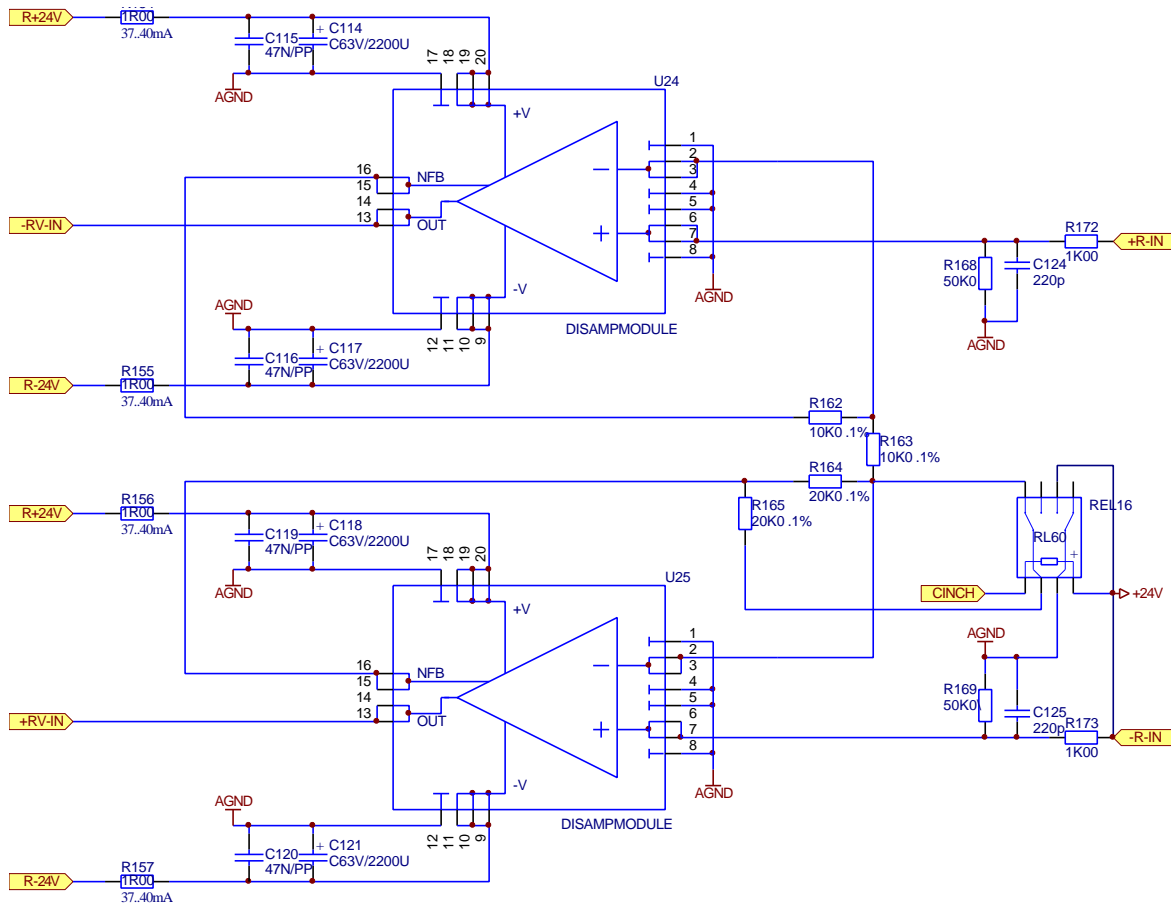 R+24V
1R00
37..40mA
C115
47N/PP
+ C114
C63V/2200U
AGND
17
18
19
20
U24
+V
1
2
3
4
5
6
7
8
16
15
14
13
NFB
OUT
-RV-IN
-V
AGND
DISAMPMODULE
R172
1K00
+R-IN
R168
50K0
C124
220p
AGND
AGND
C116
47N/PP
+ C117
C63V/2200U
12
11
10
9
R155
1R00
37..40mA
R-24V
R162
10K0 .1%
R163
10K0 .1%
R164
20K0 .1%
R165
20K0 .1%
REL16
RL60
+
CINCH
+24V
R156
1R00
37..40mA
R+24V
C119
47N/PP
+ C118
C63V/2200U
AGND
17
18
19
20
U25
+V
1
2
3
4
5
6
7
8
16
15
14
13
NFB
OUT
+RV-IN
-V
AGND
DISAMPMODULE
AGND
R169
50K0
C125
220p
R173
1K00
-R-IN
AGND
C120
47N/PP
+ C121
C63V/2200U
12
11
10
9
R157
1R00
37..40mA
R-24V